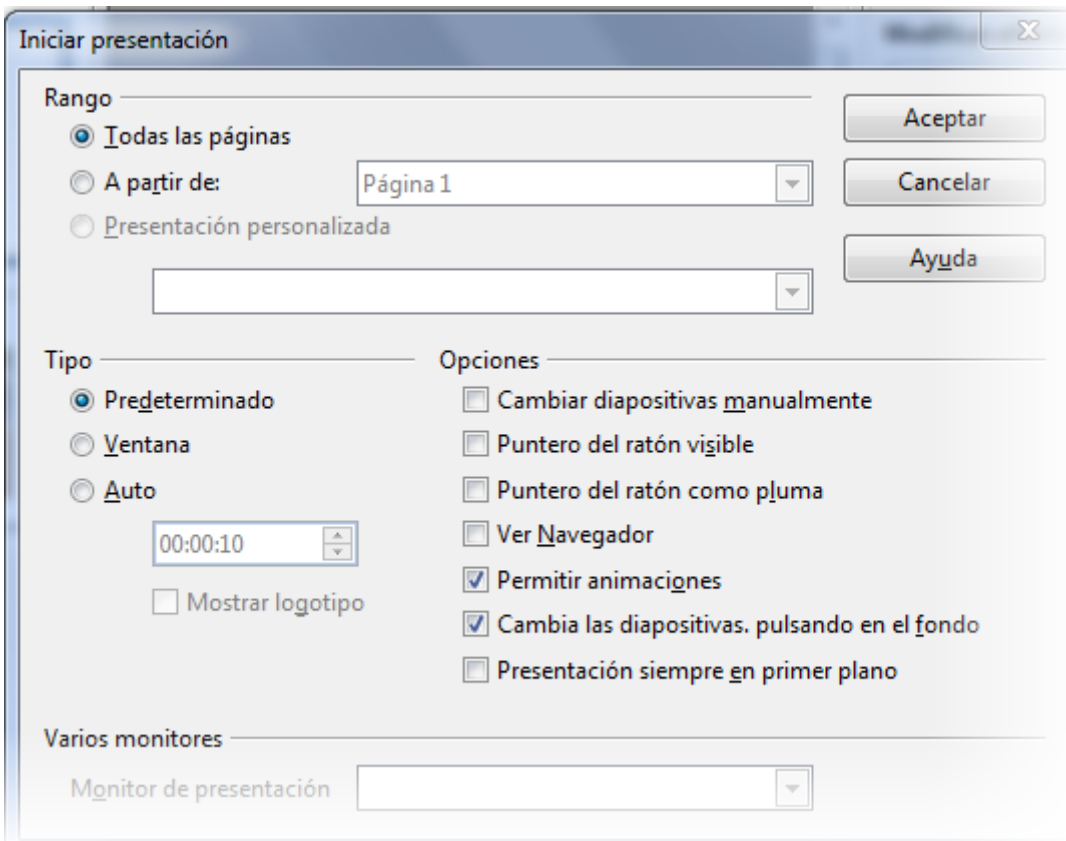 Iniciar presentación
Rango
Todas las páginas
A partir de: Página 1
Presentación personalizada
Aceptar
Cancelar
Ayuda
Tipo
Predeterminado
Ventana
Auto
00:00:10
Mostrar logotipo
Opciones
Cambiar diapositivas manualmente
Puntero del ratón visible
Puntero del ratón como pluma
Ver Navegador
Permitir animaciones
Cambia las diapositivas. pulsando en el fondo
Presentación siempre en primer plano
Varios monitores
Monitor de presentación